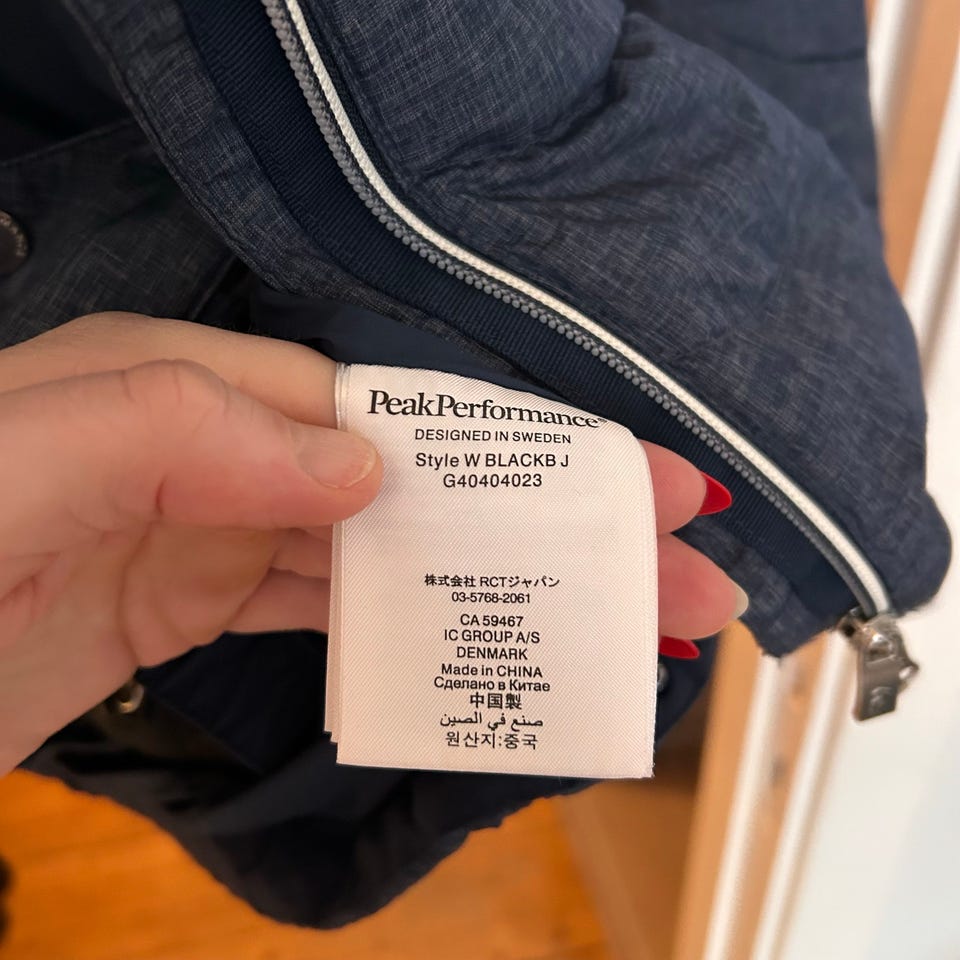 PeakPerformance®
DESIGNED IN SWEDEN
Style W BLACKB J
G40404023
株式会社 RCTジャパン
03-5768-2061
CA 59467
IC GROUP A/S
DENMARK
Made in CHINA
Сделано в Китае
中国製
صنع في الصين
원산지:중국